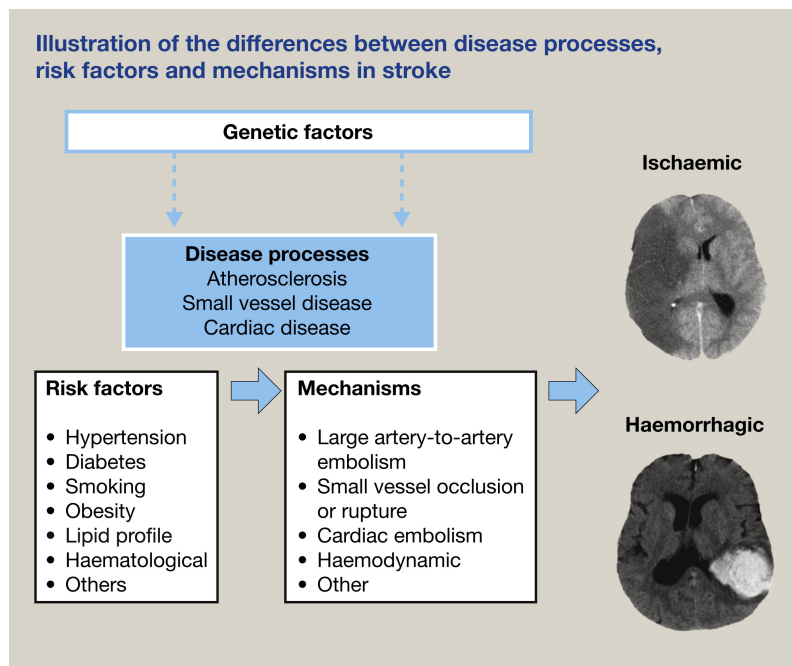 Illustration of the differences between disease processes,
risk factors and mechanisms in stroke
Genetic factors
Disease processes
Atherosclerosis
Small vessel disease
Cardiac disease
Risk factors
• Hypertension
• Diabetes
• Smoking
• Obesity
• Lipid profile
• Haematological
• Others
Mechanisms
• Large artery-to-artery
embolism
• Small vessel occlusion
or rupture
• Cardiac embolism
• Haemodynamic
• Other
Ischaemic
Haemorrhagic